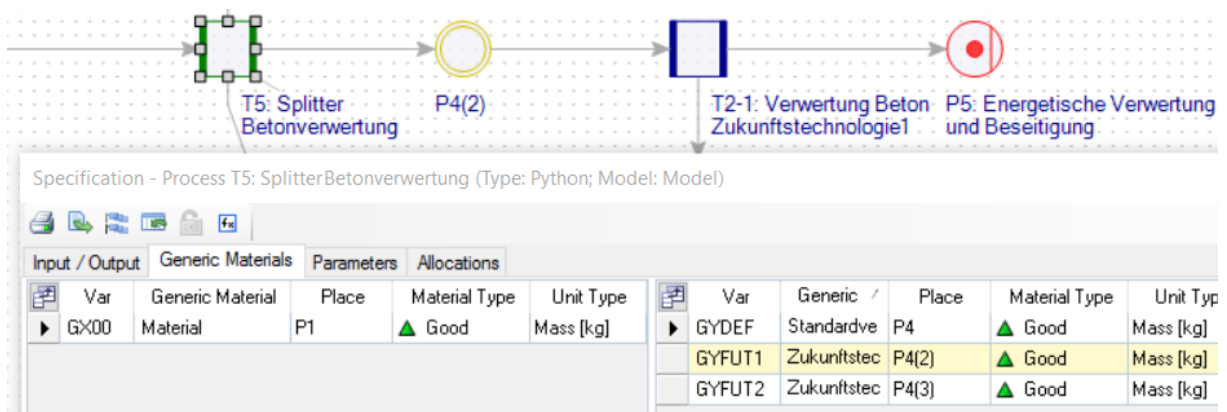 T5: Splitter
Betonverwertung
P4(2)
T2-1: Verwertung Beton
Zukunftstechnologie1
P5: Energetische Verwertung
und Beseitigung
Specification - Process T5: SplitterBetonverwertung (Type: Python; Model: Model)
Input / Output Generic Materials Parameters Allocations
Var Generic Material Place Material Type Unit Type
GX00 Material P1 Good Mass [kg]
Var Generic Place Material Type Unit Typ
GYDEF Standardve P4 Good Mass [kg]
GYFUT1 Zukunftstec P4(2) Good Mass [kg]
GYFUT2 Zukunftstec P4(3) Good Mass [kg]